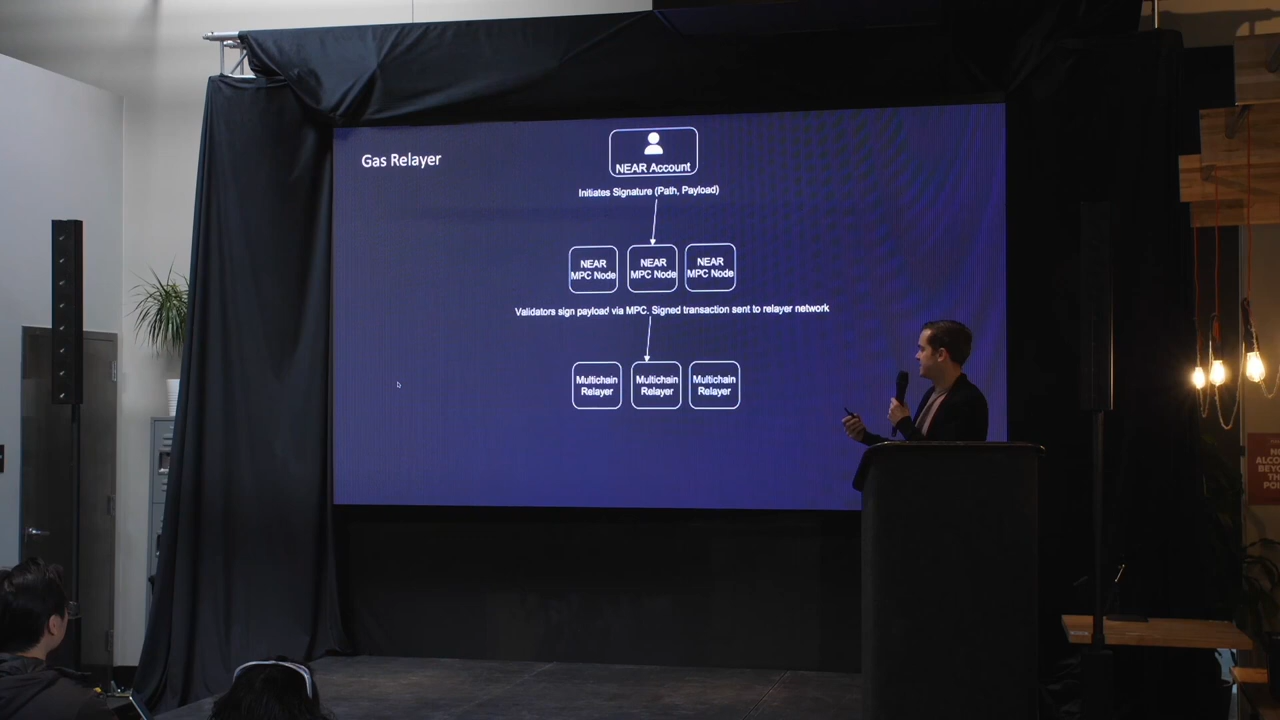 Gas Relayer
NEAR Account
Initiates Signature (Path, Payload)
NEAR
MPC Node
NEAR
MPC Node
NEAR
MPC Node
Validators sign payload via MPC. Signed transaction sent to relayer network
Multichain
Relayer
Multichain
Relayer
Multichain
Relayer